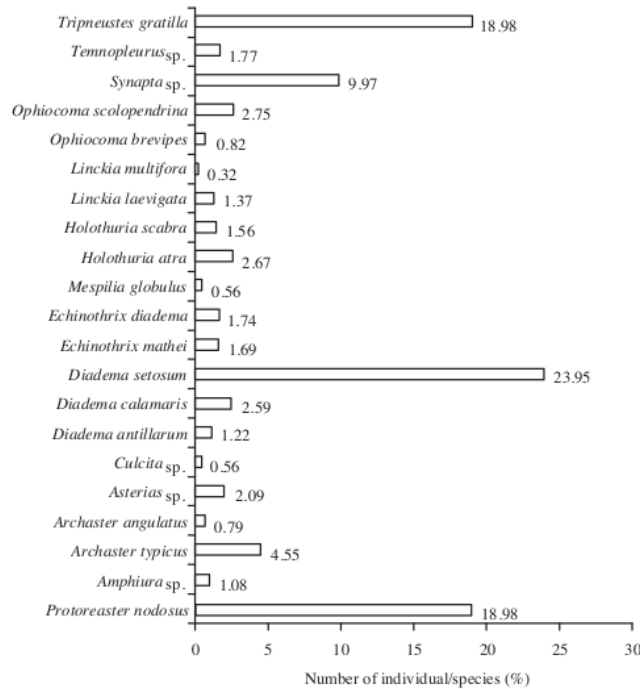 Tripneustes gratilla 18.98
Temnopleurus sp. 1.77
Synapta sp. 9.97
Ophiocoma scolopendrina 2.75
Ophiocoma brevipes 0.82
Linckia multifora 0.32
Linckia laevigata 1.37
Holothuria scabra 1.56
Holothuria atra 2.67
Mespilia globulus 0.56
Echinothrix diadema 1.74
Echinothrix mathei 1.69
Diadema setosum 23.95
Diadema calamaris 2.59
Diadema antillarum 1.22
Culcita sp. 0.56
Asterias sp. 2.09
Archaster angulatus 0.79
Archaster typicus 4.55
Amphiura sp. 1.08
Protoreaster nodosus 18.98
0 5 10 15 20 25 30
Number of individual/species (%)